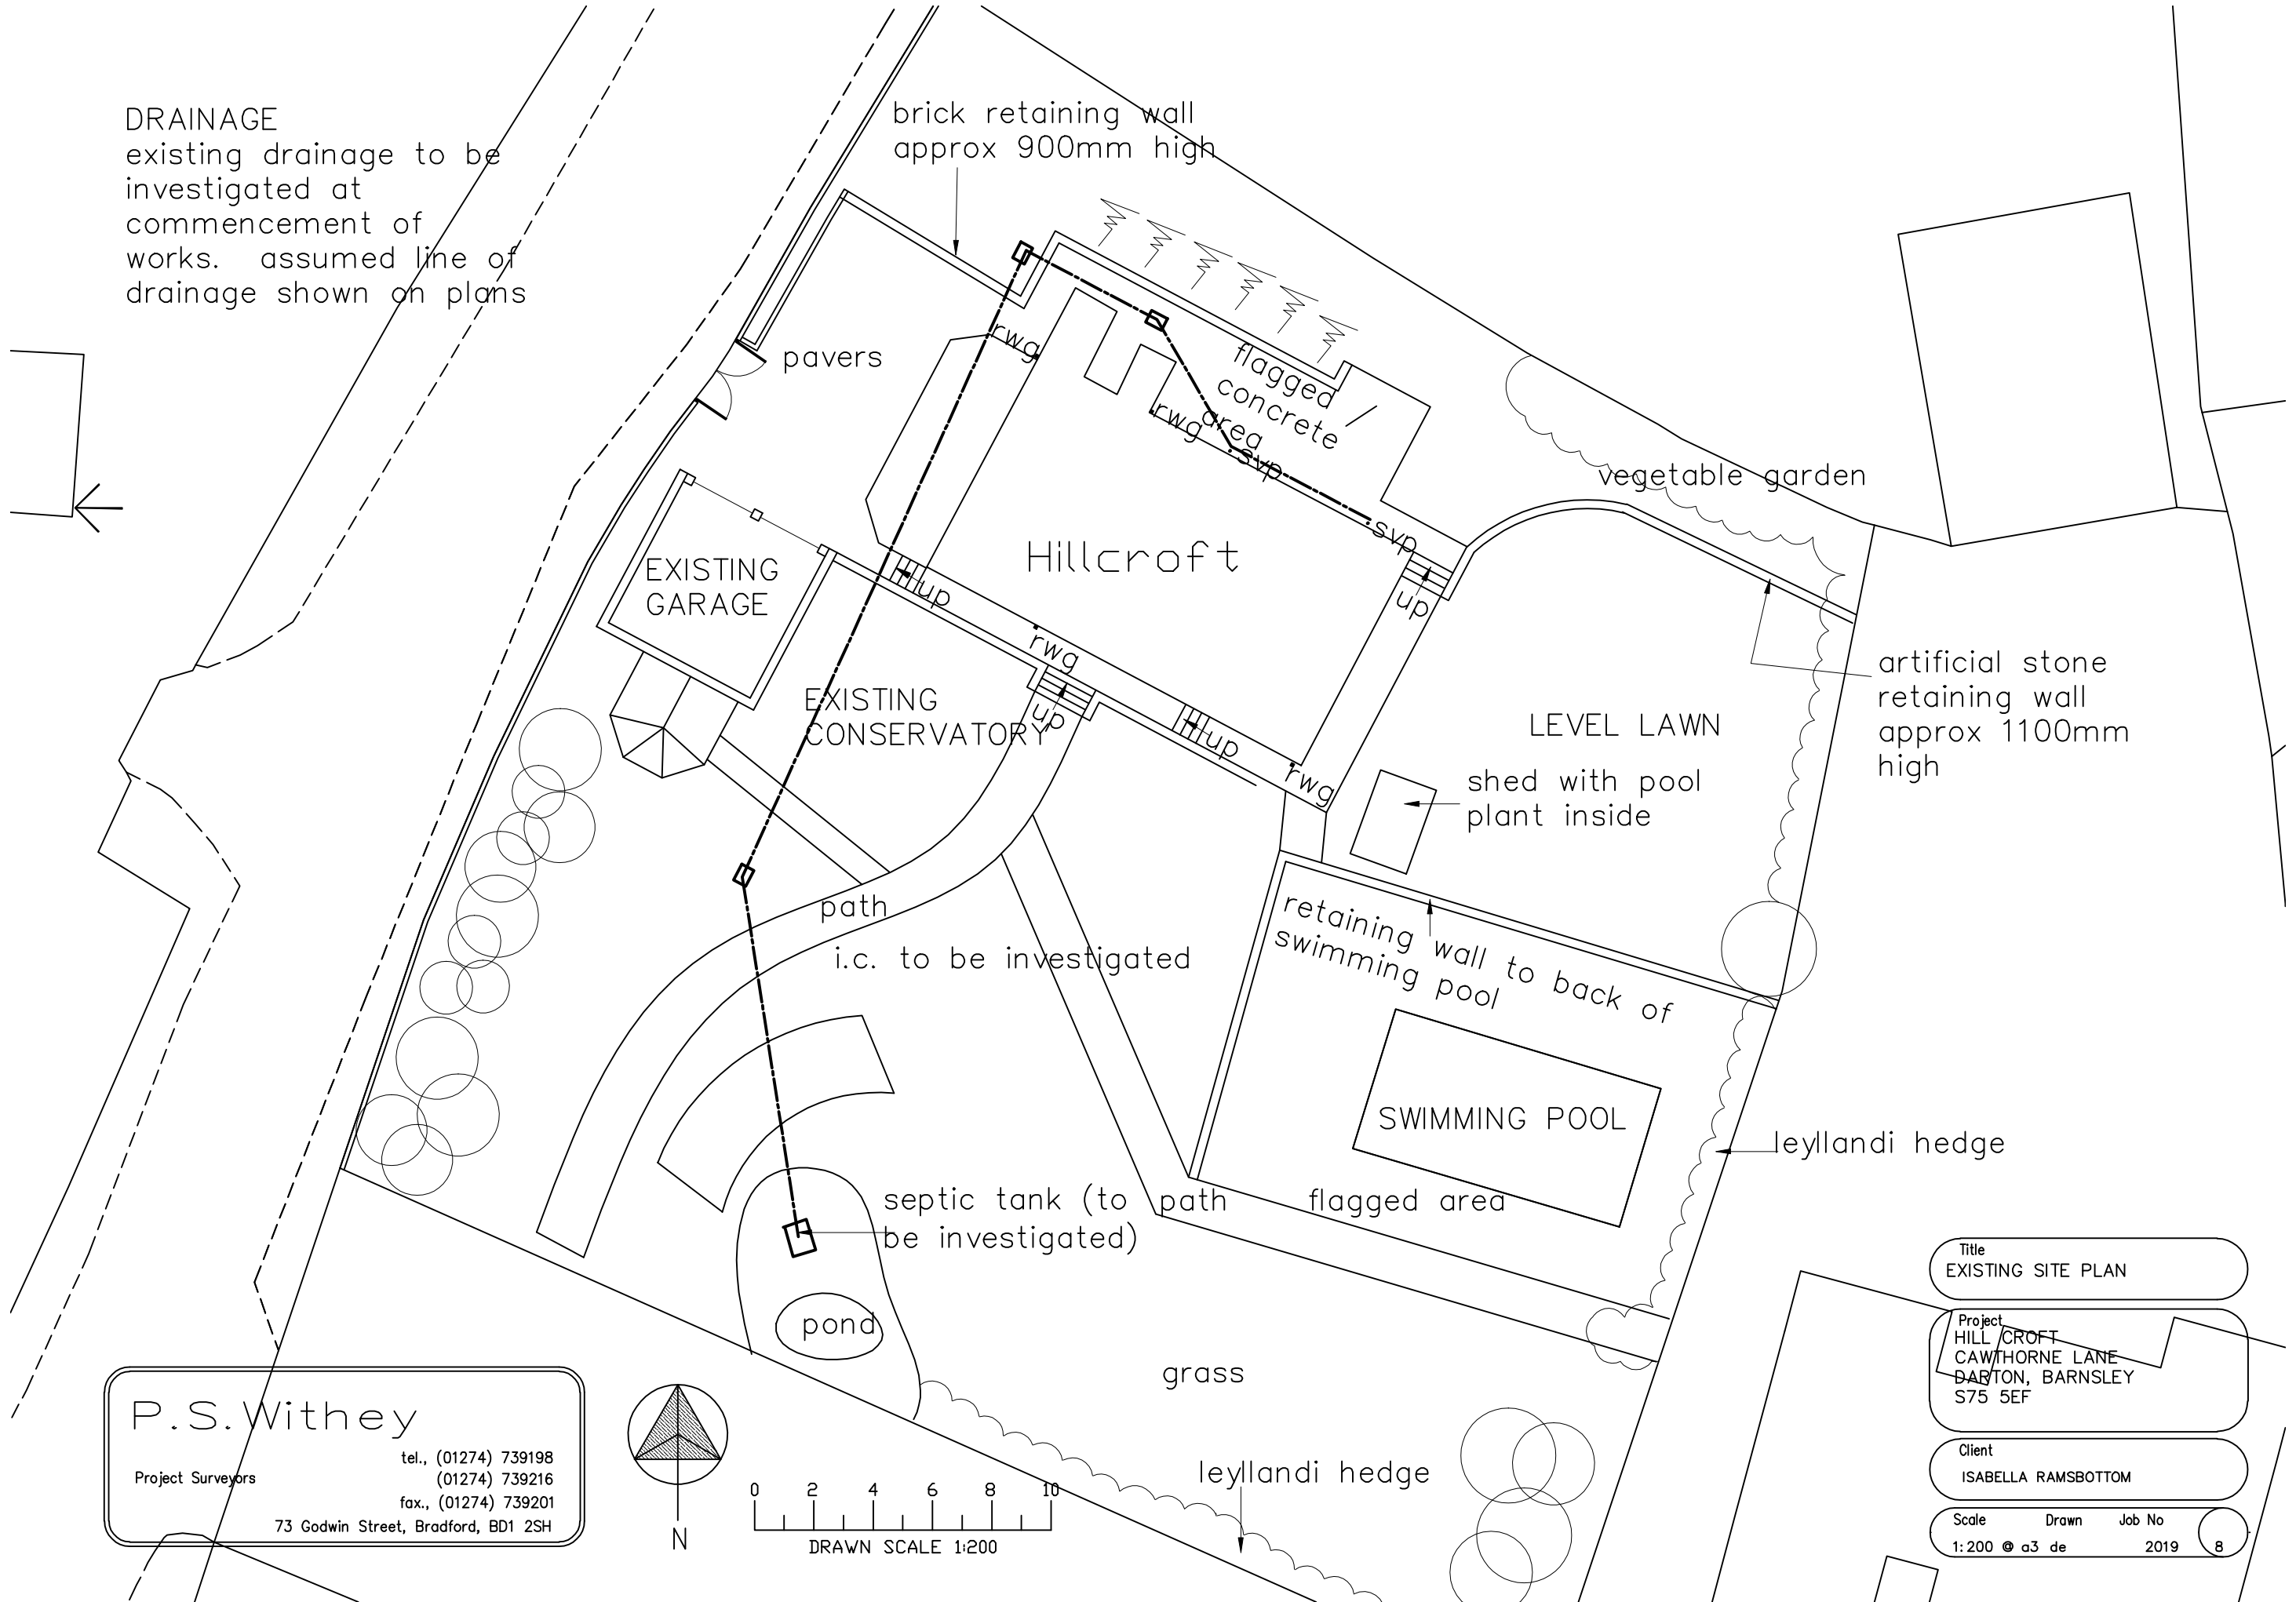 DRAINAGE
existing drainage to be
investigated at
commencement of
works. assumed line of
drainage shown on plans
brick retaining wall
approx 900mm high
pavers
rwg
flagged /
concrete
area
rwg
svp
svp
vegetable garden
Hillcroft
EXISTING
GARAGE
up
up
rwg
EXISTING
CONSERVATORY
up
up
rwg
artificial stone
retaining wall
approx 1100mm
high
LEVEL LAWN
shed with pool
plant inside
path
i.c. to be investigated
retaining wall to back of
swimming pool
SWIMMING POOL
leyllandi hedge
septic tank (to
be investigated)
path
flagged area
pond
grass
leyllandi hedge
P.S.Withey
Project Surveyors
tel., (01274) 739198
(01274) 739216
fax., (01274) 739201
73 Godwin Street, Bradford, BD1 2SH
N
0 2 4 6 8 10
DRAWN SCALE 1:200
Title
EXISTING SITE PLAN
Project
HILL CROFT
CAWTHORNE LANE
DARTON, BARNSLEY
S75 5EF
Client
ISABELLA RAMSBOTTOM
Scale Drawn Job No
1:200 @ a3 de 2019 8